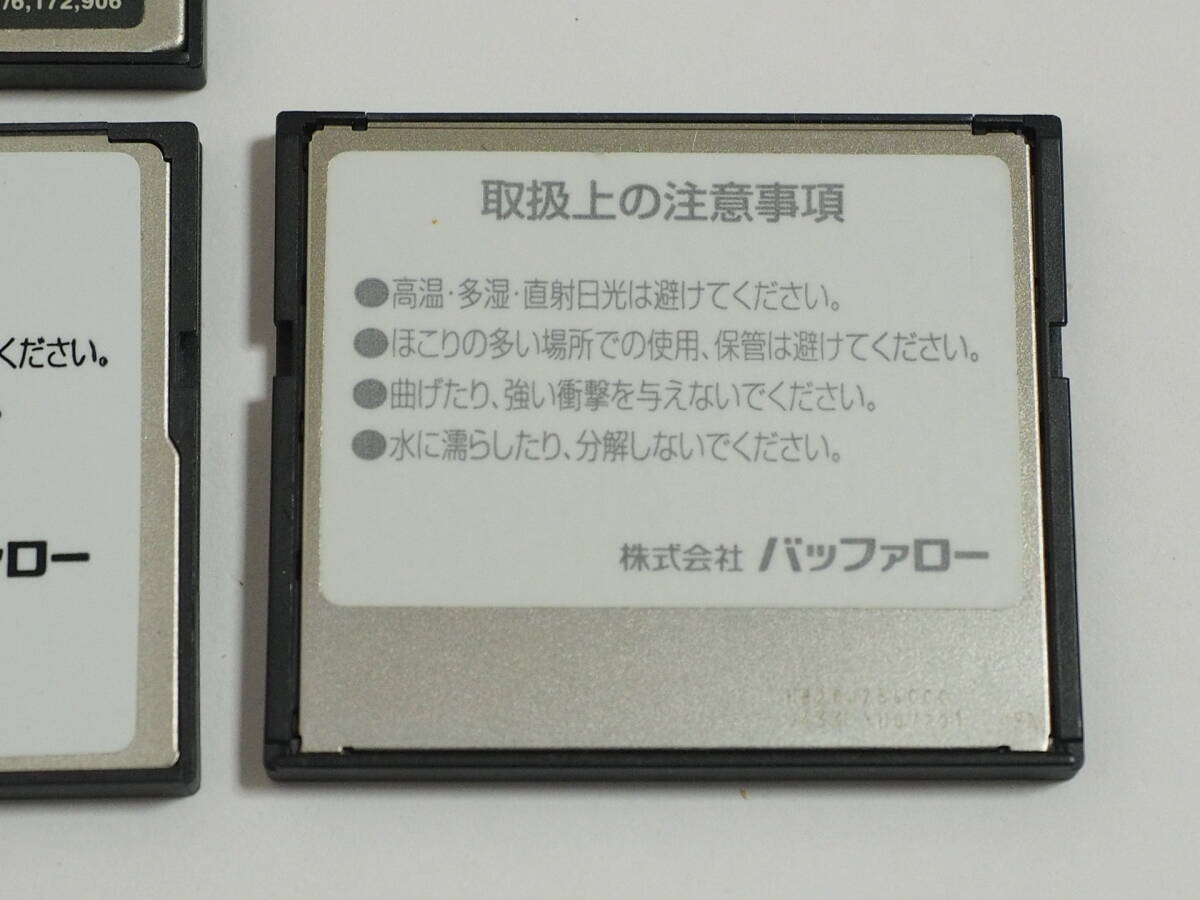 76,172,906
ください。
。
ァロー
取扱上の注意事項
●高温・多湿・直射日光は避けてください。
●ほこりの多い場所での使用、保管は避けてください。
●曲げたり、強い衝撃を与えないでください。
●水に濡らしたり、分解しないでください。
株式会社 バッファロー